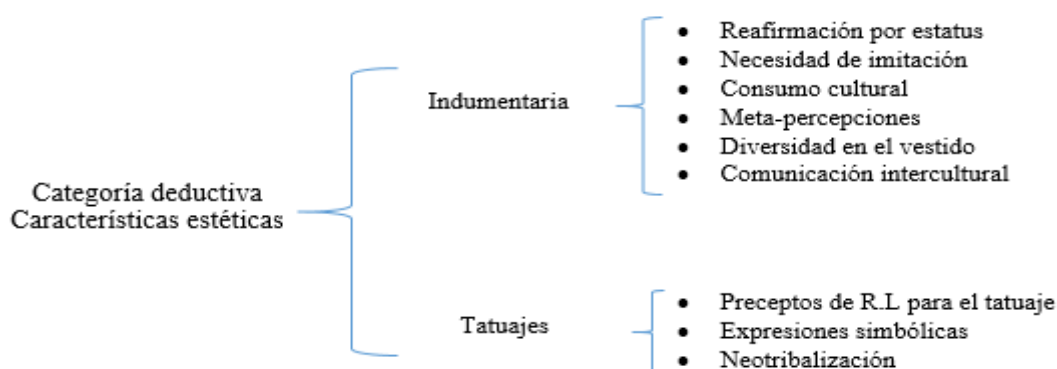 Categoría deductiva
Características estéticas
Indumentaria
• Reafirmación por estatus
• Necesidad de imitación
• Consumo cultural
• Meta-percepciones
• Diversidad en el vestido
• Comunicación intercultural
Tatuajes
• Preceptos de R.L para el tatuaje
• Expresiones simbólicas
• Neotribalización